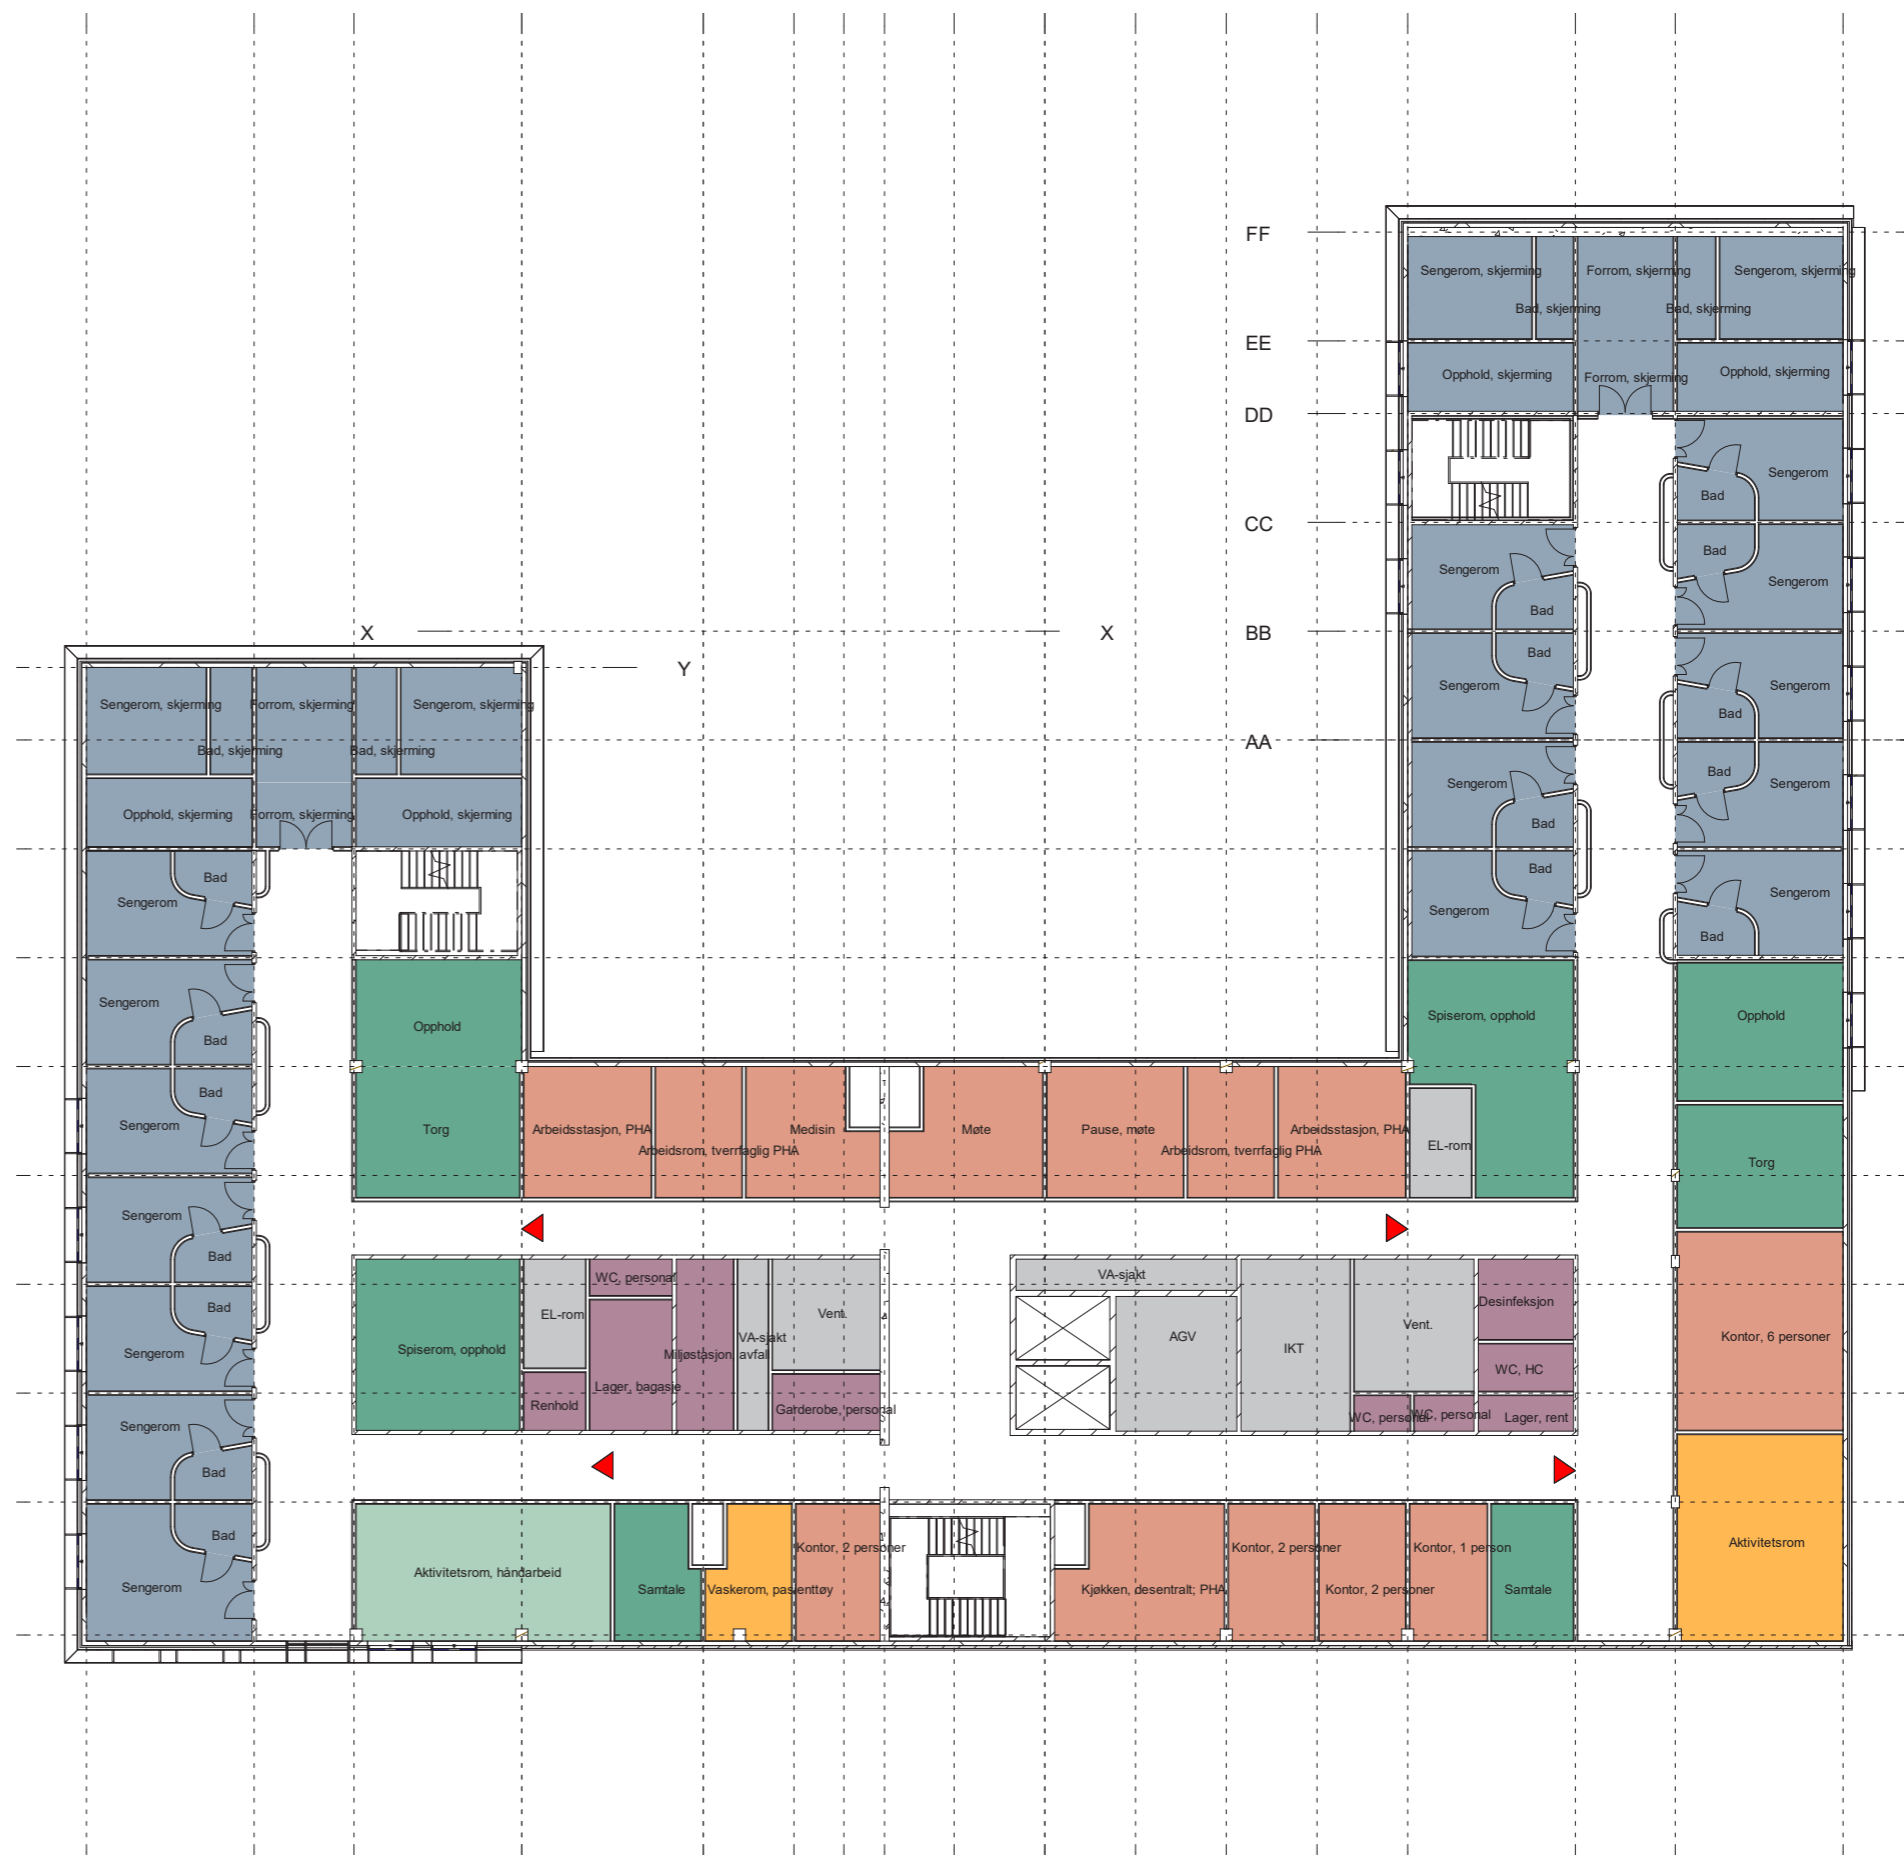 FF
Sengerom, skjerming
Forrom, skjerming
Sengerom, skjerming
Bad, skjerming
Bad, skjerming
EE
Opphold, skjerming
Forrom, skjerming
Opphold, skjerming
DD
Sengerom
Bad
CC
Bad
Sengerom
Sengerom
Bad
X
X
BB
Bad
Sengerom
Sengerom
Y
Bad
AA
Sengerom
Bad
Sengerom
Bad
Bad
Sengerom
Sengerom
Bad
Sengerom, skjerming
Forrom, skjerming
Sengerom, skjerming
Bad, skjerming
Bad, skjerming
Opphold, skjerming
Forrom, skjerming
Opphold, skjerming
Bad
Sengerom
Sengerom
Bad
Bad
Sengerom
Bad
Sengerom
Bad
Sengerom
Sengerom
Bad
Bad
Sengerom
Sengerom
Bad
Bad
Sengerom
Opphold
Torg
Spiserom, opphold
Opphold
Arbeidsstasjon, PHA
Arbeidsrom, tverrfaglig PHA
Medisin
Møte
Pause, møte
Arbeidsrom, tverrfaglig PHA
Arbeidsstasjon, PHA
EL-rom
Torg
Spiserom, opphold
EL-rom
WC, personal
Renhold
Lager, bagasje
Miljøstasjon, avfal
VA-sjakt
Vent.
Garderobe, personal
VA-sjakt
AGV
IKT
Vent.
Desinfeksjon
WC, HC
WC, personal
WC, personal
Lager, rent
Kontor, 6 personer
Aktivitetsrom, håndarbeid
Samtale
Vaskerom, pasienttøy
Kontor, 2 personer
Kjøkken, desentralt; PHA
Kontor, 2 personer
Kontor, 2 personer
Kontor, 1 person
Samtale
Aktivitetsrom